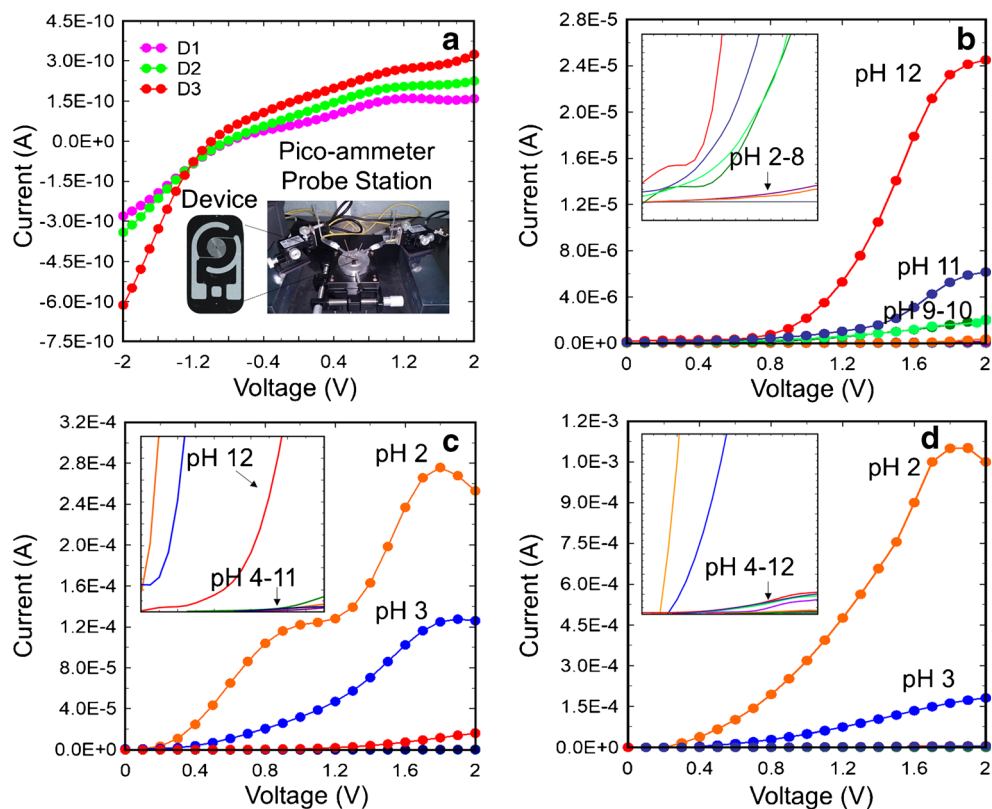 a
4.5E-10
3.0E-10
1.5E-10
0.0E+0
-1.5E-10
-3.0E-10
-4.5E-10
-6.0E-10
-7.5E-10
Current (A)
D1
D2
D3
Pico-ammeter
Probe Station
Device
-2 -1.2 -0.4 0.4 1.2 2
Voltage (V)
b
2.8E-5
2.4E-5
2.0E-5
1.6E-5
1.2E-5
8.0E-6
4.0E-6
0.0E+0
Current (A)
pH 12
pH 2-8
pH 11
pH 9-10
0 0.4 0.8 1.2 1.6 2
Voltage (V)
c
3.2E-4
2.8E-4
2.4E-4
2.0E-4
1.6E-4
1.2E-4
8.0E-5
4.0E-5
0.0E+0
Current (A)
pH 2
pH 12
pH 4-11
pH 3
0 0.4 0.8 1.2 1.6 2
Voltage (V)
d
1.2E-3
1.0E-3
9.0E-4
7.5E-4
6.0E-4
4.5E-4
3.0E-4
1.5E-4
0.0E+0
Current (A)
pH 2
pH 4-12
pH 3
0 0.4 0.8 1.2 1.6 2
Voltage (V)